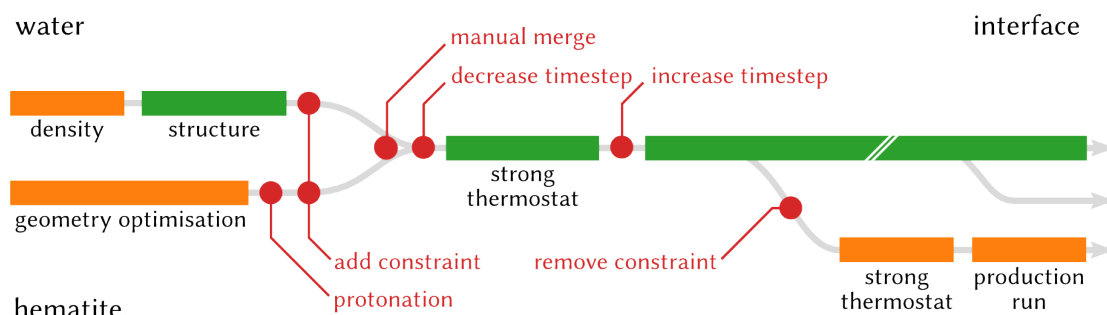 water
interface
manual merge
decrease timestep
increase timestep
density
structure
strong
thermostat
geometry optimisation
add constraint
remove constraint
protonation
strong
thermostat
production
run
hematite